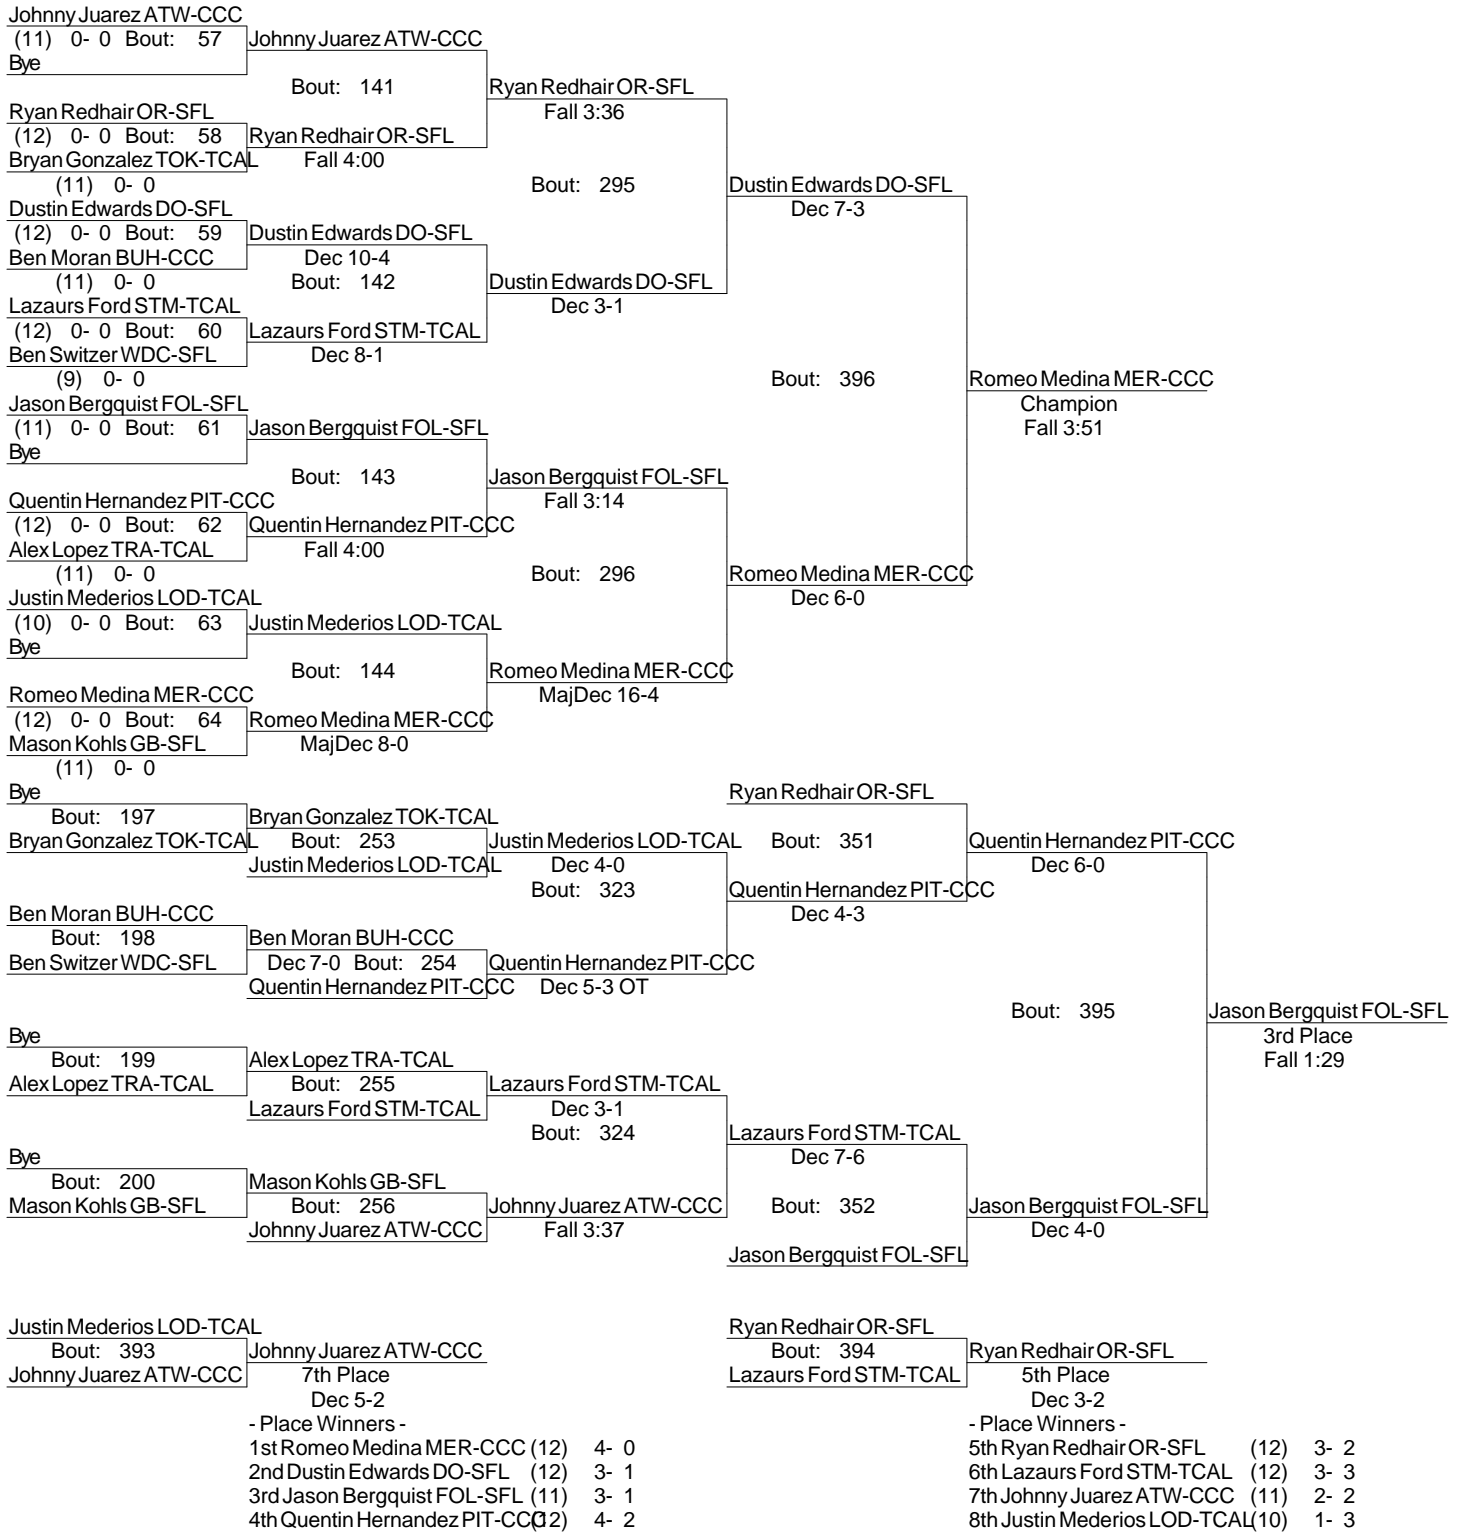 Johnny Juarez ATW-CCC
(11) 0- 0 Bout: 57 Johnny Juarez ATW-CCC
Bye
Bout: 141 Ryan Redhair OR-SFL
Ryan Redhair OR-SFL Fall 3:36
(12) 0- 0 Bout: 58 Ryan Redhair OR-SFL
Bryan Gonzalez TOK-TCAL Fall 4:00
(11) 0- 0 Bout: 295 Dustin Edwards DO-SFL
Dustin Edwards DO-SFL Dec 7-3
(12) 0- 0 Bout: 59 Dustin Edwards DO-SFL
Ben Moran BUH-CCC Dec 10-4
(11) 0- 0 Bout: 142 Dustin Edwards DO-SFL
Lazaurs Ford STM-TCAL Dec 3-1
(12) 0- 0 Bout: 60 Lazaurs Ford STM-TCAL
Ben Switzer WDC-SFL Dec 8-1
(9) 0- 0 Bout: 396 Romeo Medina MER-CCC
Jason Bergquist FOL-SFL Champion
(11) 0- 0 Bout: 61 Jason Bergquist FOL-SFL Fall 3:51
Bye
Bout: 143 Jason Bergquist FOL-SFL
Quentin Hernandez PIT-CCC Fall 3:14
(12) 0- 0 Bout: 62 Quentin Hernandez PIT-CCC
Alex Lopez TRA-TCAL Fall 4:00
(11) 0- 0 Bout: 296 Romeo Medina MER-CCC
Justin Mederios LOD-TCAL Dec 6-0
(10) 0- 0 Bout: 63 Justin Mederios LOD-TCAL
Bye
Bout: 144 Romeo Medina MER-CCC
Romeo Medina MER-CCC MajDec 16-4
(12) 0- 0 Bout: 64 Romeo Medina MER-CCC
Mason Kohls GB-SFL MajDec 8-0
(11) 0- 0
Bye Ryan Redhair OR-SFL
Bout: 197 Bryan Gonzalez TOK-TCAL
Bryan Gonzalez TOK-TCAL Bout: 253 Justin Mederios LOD-TCAL Bout: 351 Quentin Hernandez PIT-CCC
Justin Mederios LOD-TCAL Dec 4-0 Dec 6-0
Bout: 323 Quentin Hernandez PIT-CCC
Ben Moran BUH-CCC Dec 4-3
Bout: 198 Ben Moran BUH-CCC
Ben Switzer WDC-SFL Dec 7-0 Bout: 254 Quentin Hernandez PIT-CCC
Quentin Hernandez PIT-CCC Dec 5-3 OT
Bout: 395 Jason Bergquist FOL-SFL
Bye 3rd Place
Bout: 199 Alex Lopez TRA-TCAL Fall 1:29
Alex Lopez TRA-TCAL Bout: 255 Lazaurs Ford STM-TCAL
Lazaurs Ford STM-TCAL Dec 3-1
Bout: 324 Lazaurs Ford STM-TCAL
Bye Dec 7-6
Bout: 200 Mason Kohls GB-SFL
Mason Kohls GB-SFL Bout: 256 Johnny Juarez ATW-CCC Bout: 352 Jason Bergquist FOL-SFL
Johnny Juarez ATW-CCC Fall 3:37 Dec 4-0
Jason Bergquist FOL-SFL
Justin Mederios LOD-TCAL Ryan Redhair OR-SFL
Bout: 393 Johnny Juarez ATW-CCC Bout: 394 Ryan Redhair OR-SFL
Johnny Juarez ATW-CCC 7th Place Lazaurs Ford STM-TCAL 5th Place
Dec 5-2 Dec 3-2
- Place Winners - - Place Winners -
1st Romeo Medina MER-CCC (12) 4- 0 5th Ryan Redhair OR-SFL (12) 3- 2
2nd Dustin Edwards DO-SFL (12) 3- 1 6th Lazaurs Ford STM-TCAL (12) 3- 3
3rd Jason Bergquist FOL-SFL (11) 3- 1 7th Johnny Juarez ATW-CCC (11) 2- 2
4th Quentin Hernandez PIT-CCC(12) 4- 2 8th Justin Mederios LOD-TCAL(10) 1- 3